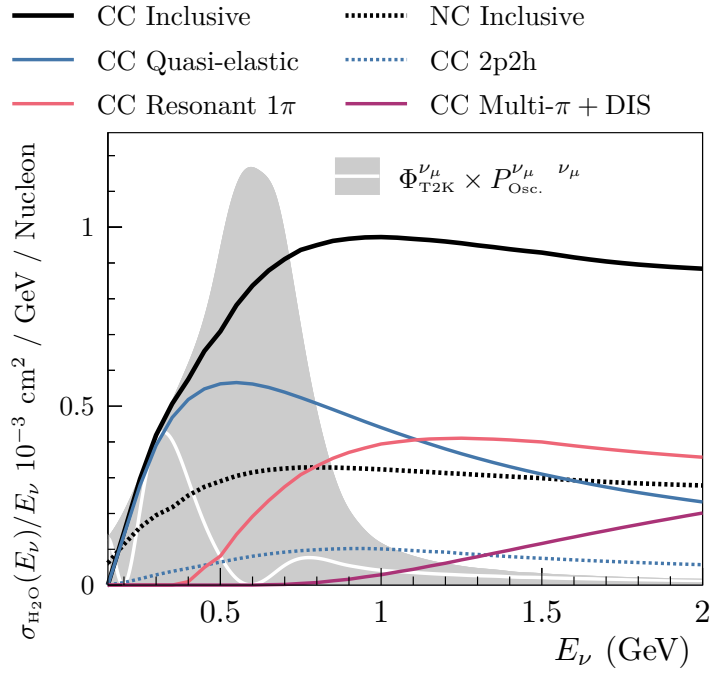 CC Inclusive NC Inclusive
CC Quasi-elastic CC 2p2h
CC Resonant 1π CC Multi-π + DIS
Φ^{ν_μ}_{T2K} × P^{ν_μ ν_μ}_{Osc.}
σ_{H₂O}(E_ν)/E_ν 10⁻³ cm² / GeV / Nucleon
1
0.5
0
0.5 1 1.5 2
E_ν (GeV)